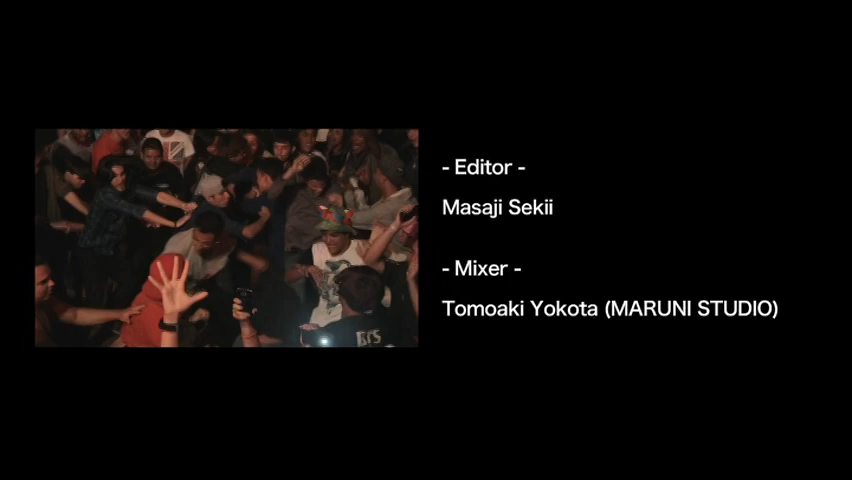 - Editor -
Masaji Sekii
- Mixer -
Tomoaki Yokota (MARUNI STUDIO)